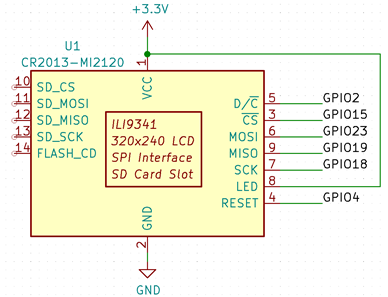 +3.3V
U1
CR2013-MI2120
1
VCC
10 SD_CS
11 SD_MOSI
12 SD_MISO
13 SD_SCK
14 FLASH_CD
ILI9341
320x240 LCD
SPI Interface
SD Card Slot
D/C 5 GPIO2
CS 3 GPIO15
MOSI 6 GPIO23
MISO 9 GPIO19
SCK 7 GPIO18
LED 8
RESET 4 GPIO4
GND
2
GND